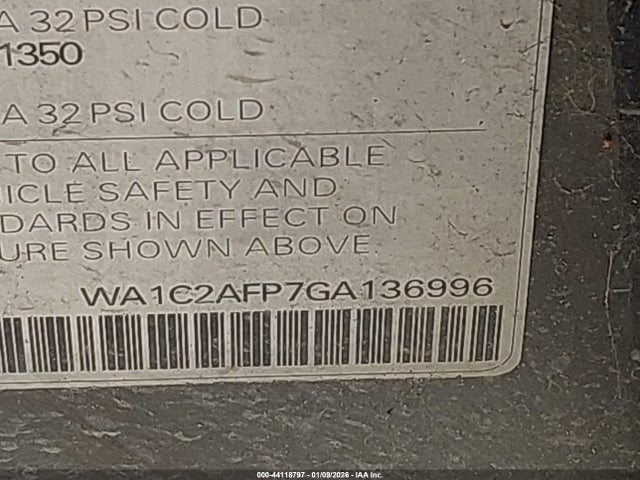 A 32 PSI COLD
1350
A 32 PSI COLD
TO ALL APPLICABLE
HICLE SAFETY AND
DARDS IN EFFECT ON
URE SHOWN ABOVE.
WA1C2AFP7GA136996
000-44118797 - 01/09/2026 - IAA Inc.